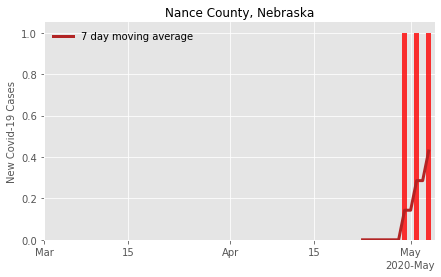 Nance County, Nebraska
7 day moving average
New Covid-19 Cases
1.0
0.8
0.6
0.4
0.2
0.0
Mar
15
Apr
15
May
2020-May